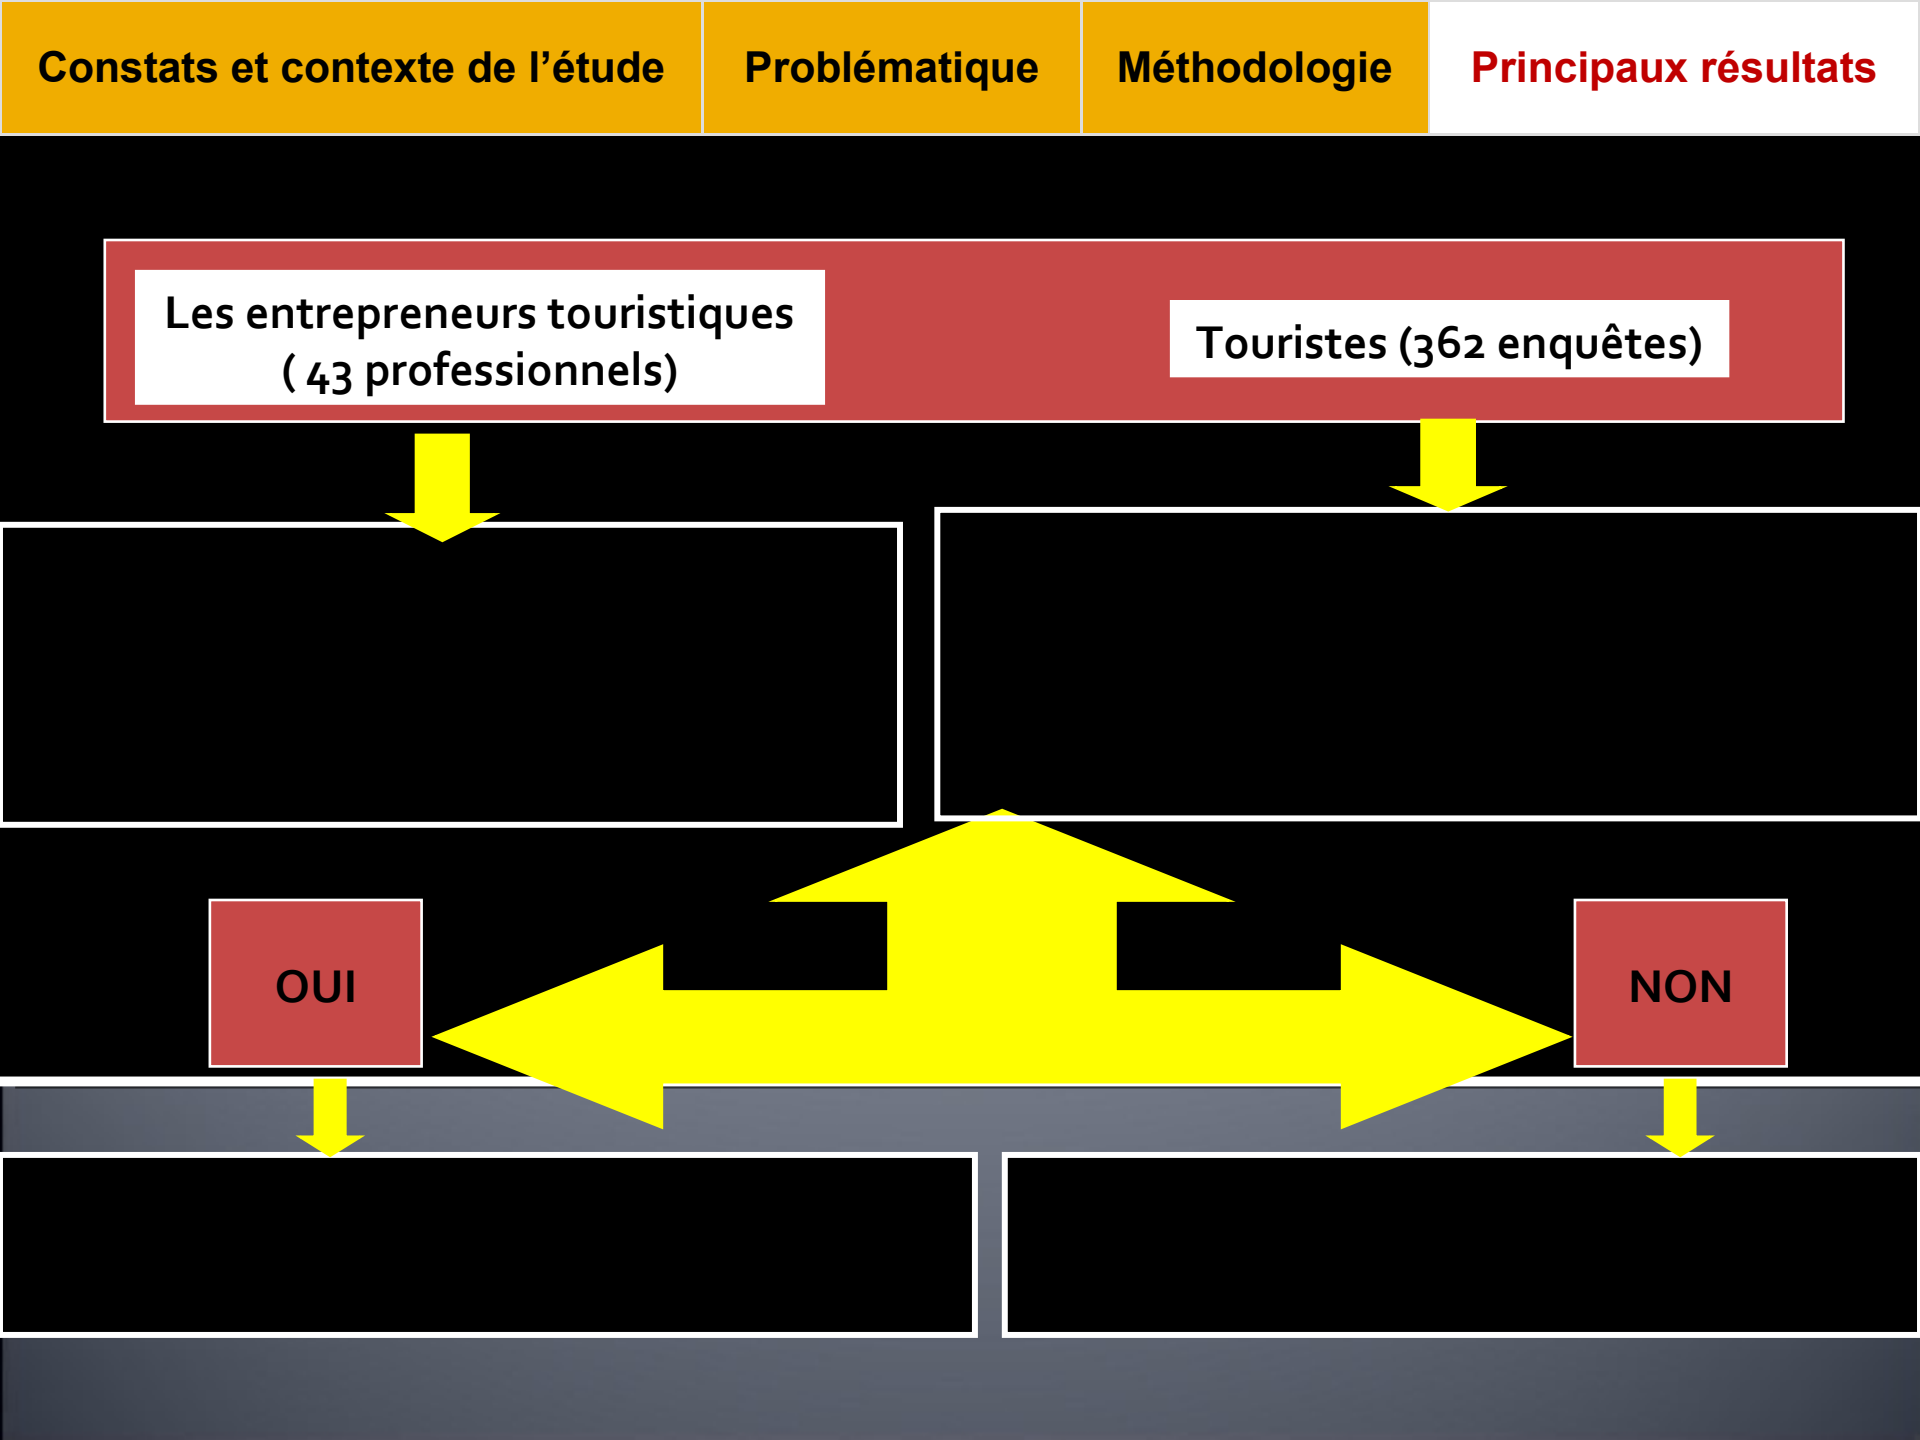 Constats et contexte de l’étude
Problématique
Méthodologie
Principaux résultats
Les entrepreneurs touristiques
( 43 professionnels)
Touristes (362 enquêtes)
OUI
NON